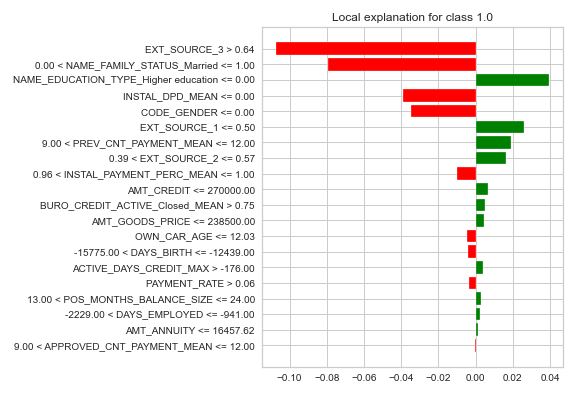 Local explanation for class 1.0
EXT_SOURCE_3 > 0.64
0.00 < NAME_FAMILY_STATUS_Married <= 1.00
NAME_EDUCATION_TYPE_Higher education <= 0.00
INSTAL_DPD_MEAN <= 0.00
CODE_GENDER <= 0.00
EXT_SOURCE_1 <= 0.50
9.00 < PREV_CNT_PAYMENT_MEAN <= 12.00
0.39 < EXT_SOURCE_2 <= 0.57
0.96 < INSTAL_PAYMENT_PERC_MEAN <= 1.00
AMT_CREDIT <= 270000.00
BURO_CREDIT_ACTIVE_Closed_MEAN > 0.75
AMT_GOODS_PRICE <= 238500.00
OWN_CAR_AGE <= 12.03
-15775.00 < DAYS_BIRTH <= -12439.00
ACTIVE_DAYS_CREDIT_MAX > -176.00
PAYMENT_RATE > 0.06
13.00 < POS_MONTHS_BALANCE_SIZE <= 24.00
-2229.00 < DAYS_EMPLOYED <= -941.00
AMT_ANNUITY <= 16457.62
9.00 < APPROVED_CNT_PAYMENT_MEAN <= 12.00
−0.10 −0.08 −0.06 −0.04 −0.02 0.00 0.02 0.04